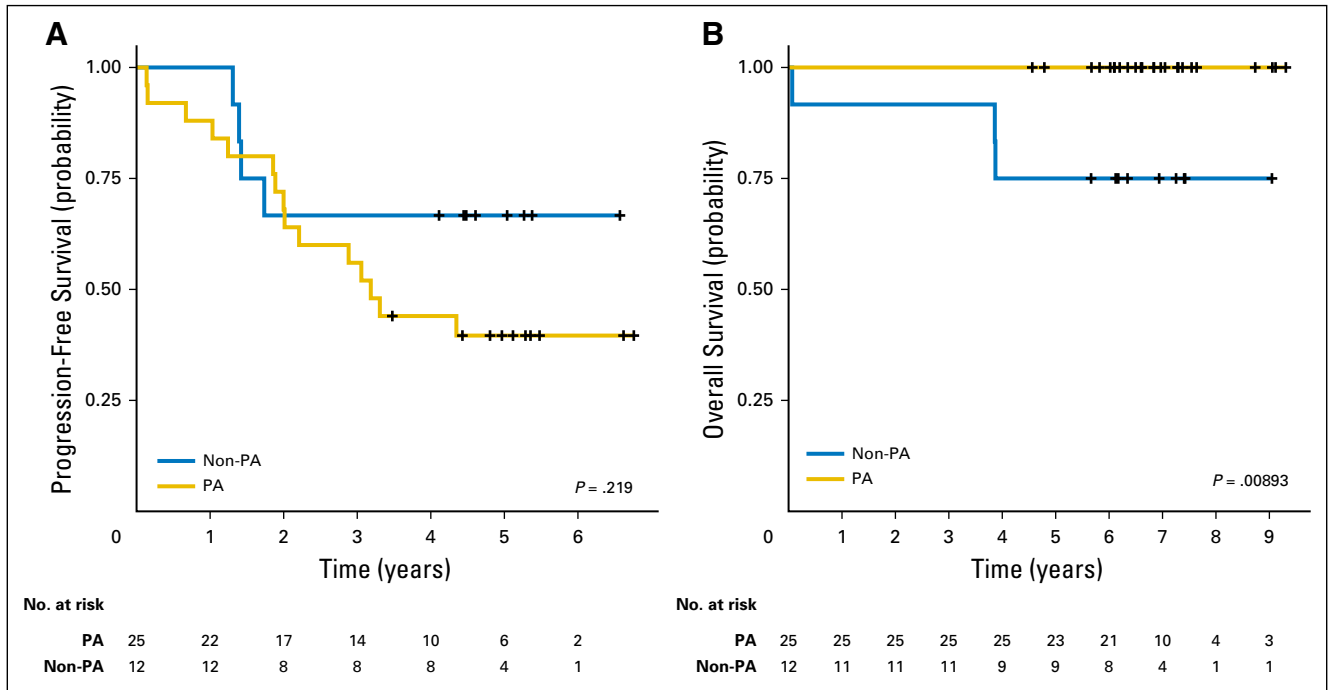 A
Progression-Free Survival (probability)
1.00
0.75
0.50
0.25
Non-PA
PA
P = .219
0 1 2 3 4 5 6
Time (years)
No. at risk
PA 25 22 17 14 10 6 2
Non-PA 12 12 8 8 8 4 1
B
Overall Survival (probability)
1.00
0.75
0.50
0.25
Non-PA
PA
P = .00893
0 1 2 3 4 5 6 7 8 9
Time (years)
No. at risk
PA 25 25 25 25 25 23 21 10 4 3
Non-PA 12 11 11 11 9 9 8 4 1 1